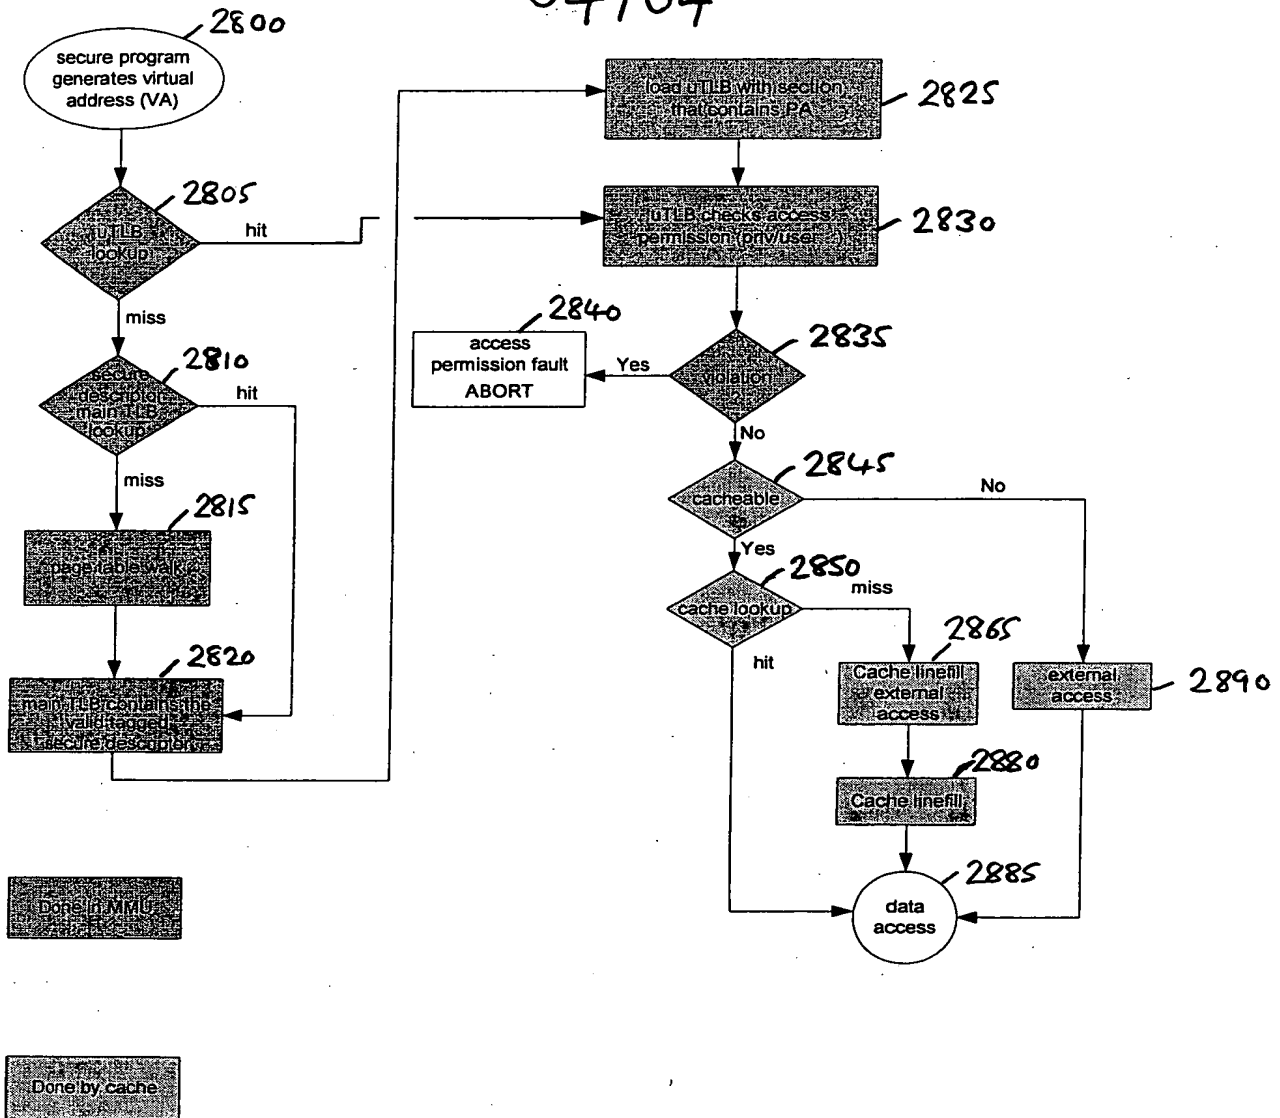 64/64
2800
secure program
generates virtual
address (VA)
2805
uTLB
lookup
hit
miss
2810
secure
descriptor
main TLB
lookup
hit
miss
2815
page table walk
2820
main TLB contains the
valid tagged
secure descriptor
load uTLB with section
that contains PA
2825
uTLB checks access
permission (priv/user ...)
2830
2840
access
permission fault
ABORT
Yes
2835
violation
?
No
2845
cacheable
?
No
Yes
2850
cache lookup
miss
hit
2865
Cache linefill
external
access
external
access
2890
2880
Cache linefill
2885
data
access
Done in MMU
Done by cache